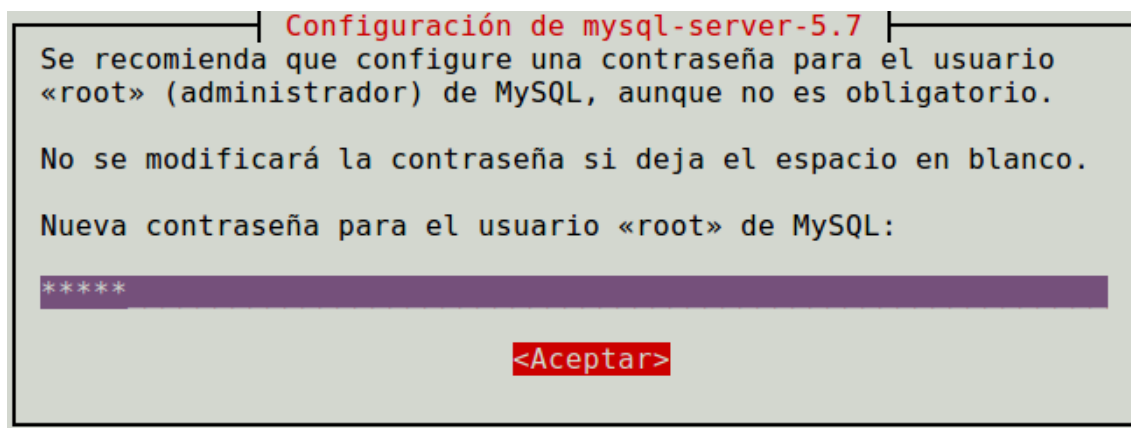 Configuración de mysql-server-5.7
Se recomienda que configure una contraseña para el usuario
«root» (administrador) de MySQL, aunque no es obligatorio.
No se modificará la contraseña si deja el espacio en blanco.
Nueva contraseña para el usuario «root» de MySQL:
*****
<Aceptar>